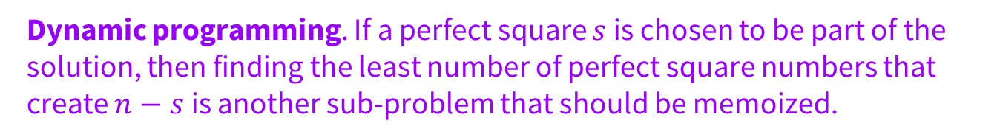 Dynamic programming. If a perfect square s is chosen to be part of the
solution, then finding the least number of perfect square numbers that
create n − s is another sub-problem that should be memoized.